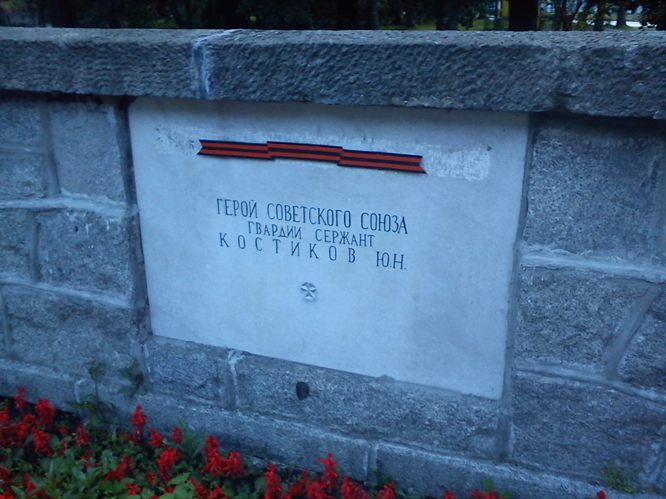 ГЕРОЙ СОВЕТСКОГО СОЮЗА
ГВАРДИИ СЕРЖАНТ
КОСТИКОВ Ю.Н.